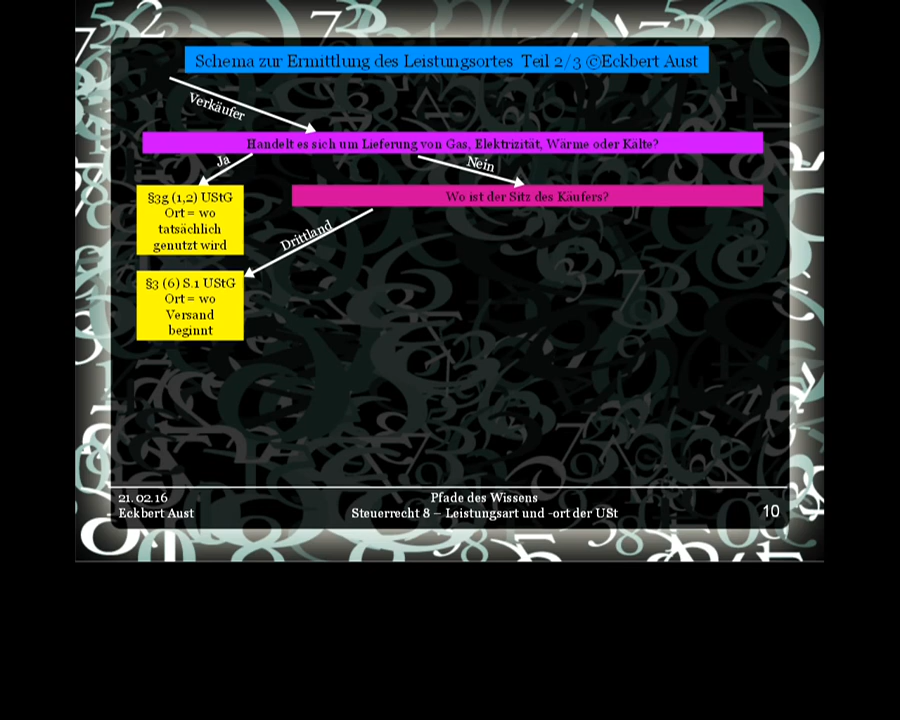 Schema zur Ermittlung des Leistungsortes Teil 2/3 ©Eckbert Aust
Verkäufer
Handelt es sich um Lieferung von Gas, Elektrizität, Wärme oder Kälte?
Ja
Nein
§3g (1,2) UStG
Ort = wo
tatsächlich
genutzt wird
Wo ist der Sitz des Käufers?
Drittland
§3 (6) S.1 UStG
Ort = wo
Versand
beginnt
21.02.16
Eckbert Aust
Pfade des Wissens
Steuerrecht 8 – Leistungsart und -ort der USt
10